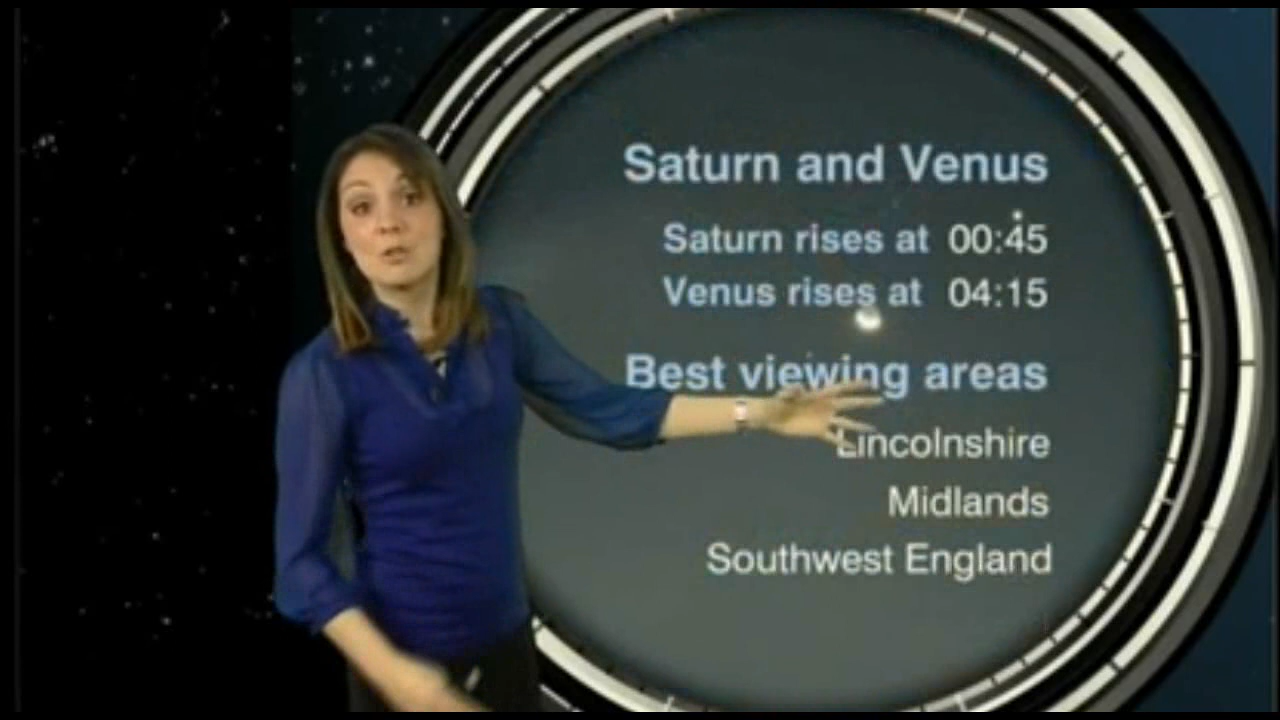 Saturn and Venus
Saturn rises at 00:45
Venus rises at 04:15
Best viewing areas
Lincolnshire
Midlands
Southwest England